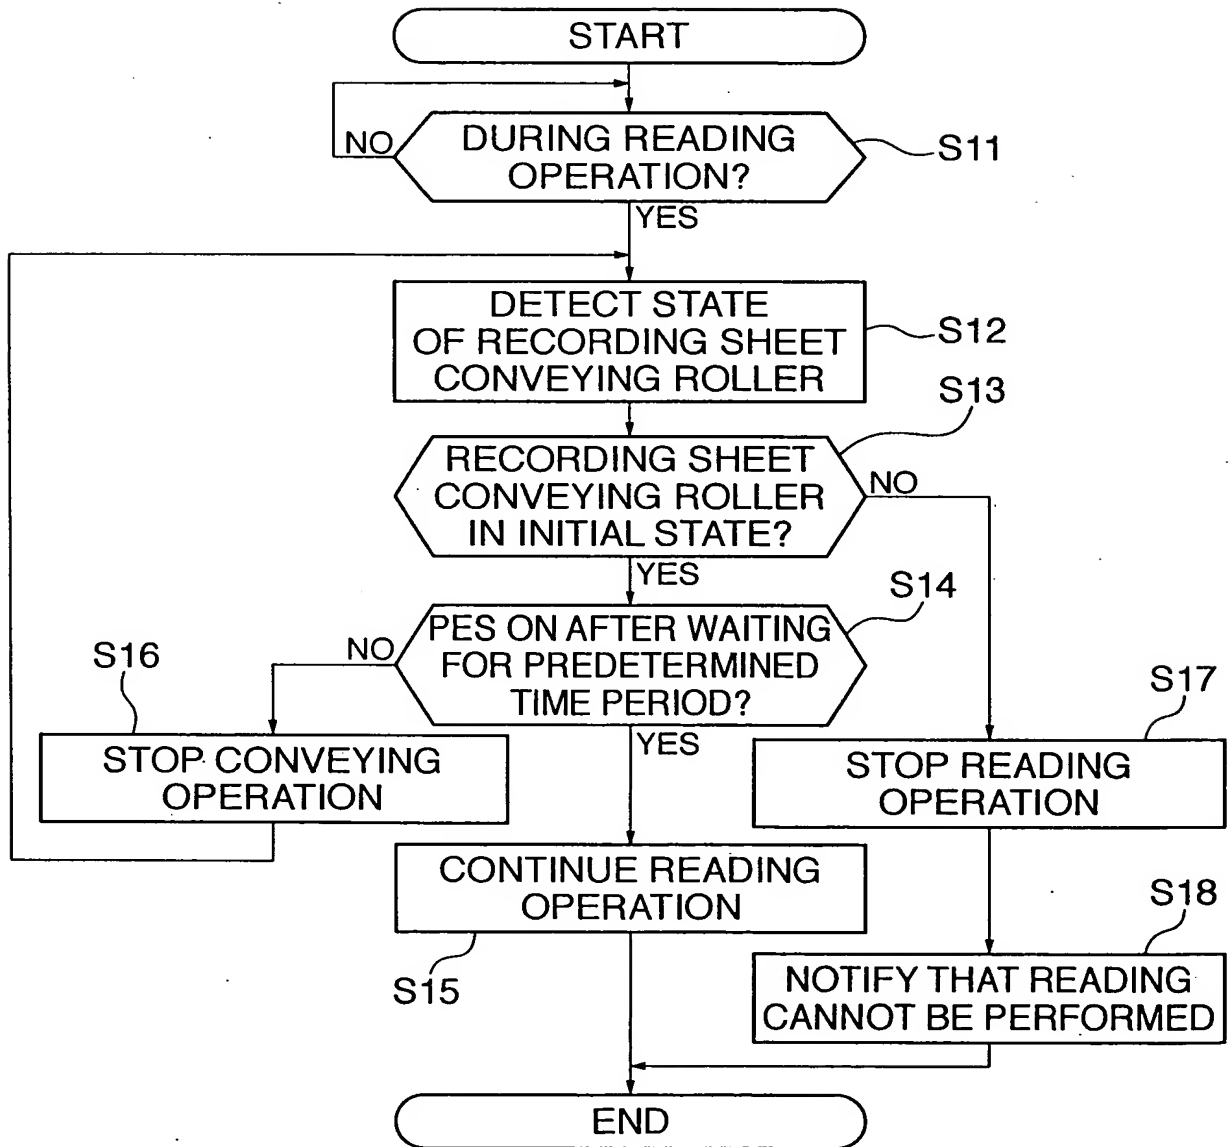 START
DURING READING
OPERATION?
S11
NO
YES
DETECT STATE
OF RECORDING SHEET
CONVEYING ROLLER
S12
S13
RECORDING SHEET
CONVEYING ROLLER
IN INITIAL STATE?
NO
YES
S14
PES ON AFTER WAITING
FOR PREDETERMINED
TIME PERIOD?
NO
YES
S16
STOP CONVEYING
OPERATION
S17
STOP READING
OPERATION
CONTINUE READING
OPERATION
S15
S18
NOTIFY THAT READING
CANNOT BE PERFORMED
END